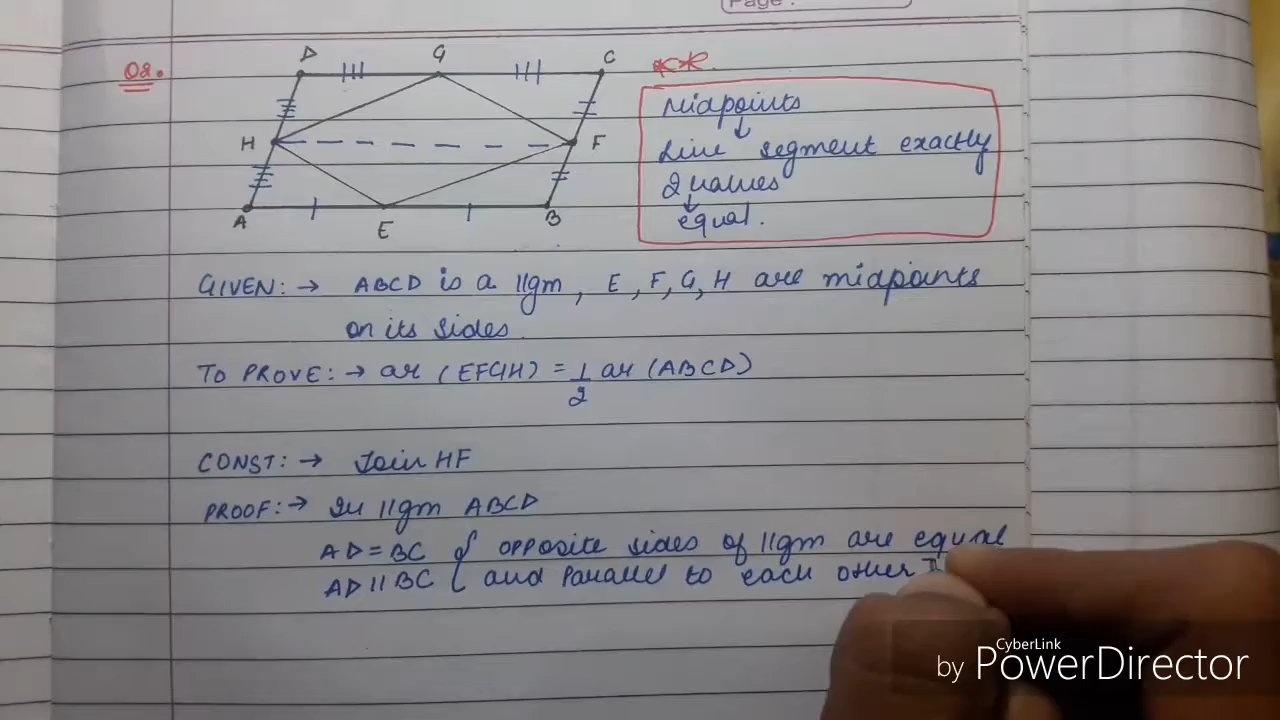 Page:
Q2.
D G C
H F
A E B
**
Midpoints
↓
Line segment exactly
2 values
↓
equal.
GIVEN:→ ABCD is a ||gm, E, F, G, H are midpoints
on its sides.
TO PROVE:→ ar (EFGH) = 1/2 ar (ABCD)
CONST:→ Join HF
PROOF:→ In ||gm ABCD
AD = BC { opposite sides of ||gm are equal
AD || BC { and parallel to each other }
CyberLink
by PowerDirector